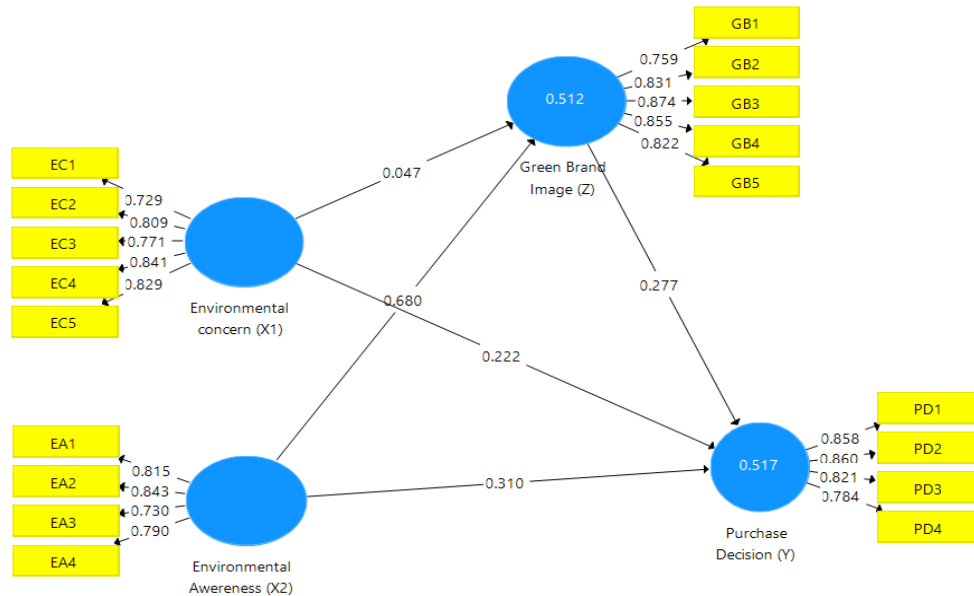 GB1
GB2
GB3
GB4
GB5
0.759
0.831
0.874
0.855
0.822
0.512
Green Brand
Image (Z)
EC1
EC2
EC3
EC4
EC5
0.729
0.809
0.771
0.841
0.829
Environmental
concern (X1)
0.047
0.680
0.222
0.277
0.310
EA1
EA2
EA3
EA4
0.815
0.843
0.730
0.790
Environmental
Awereness (X2)
0.517
Purchase
Decision (Y)
0.858
0.860
0.821
0.784
PD1
PD2
PD3
PD4